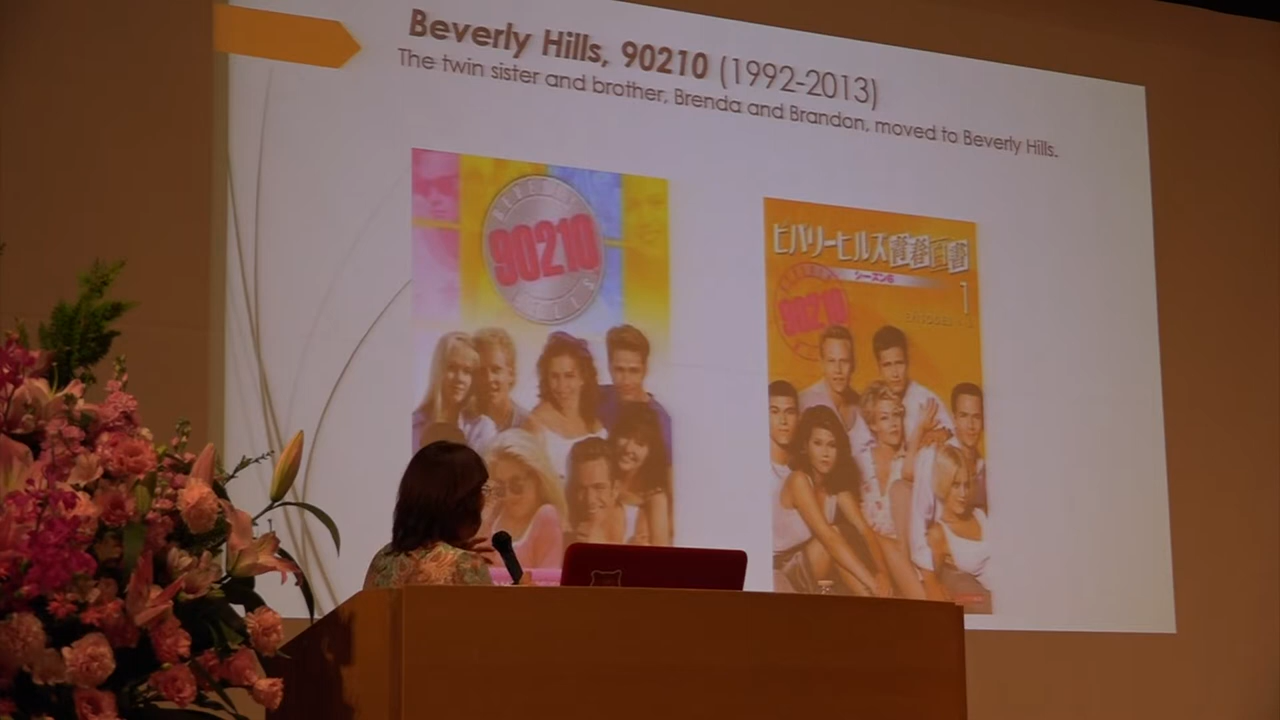 Beverly Hills, 90210 (1992-2013)
The twin sister and brother, Brenda and Brandon, moved to Beverly Hills.
90210
ビバリーヒルズ青春白書
シーズン6
90210
1